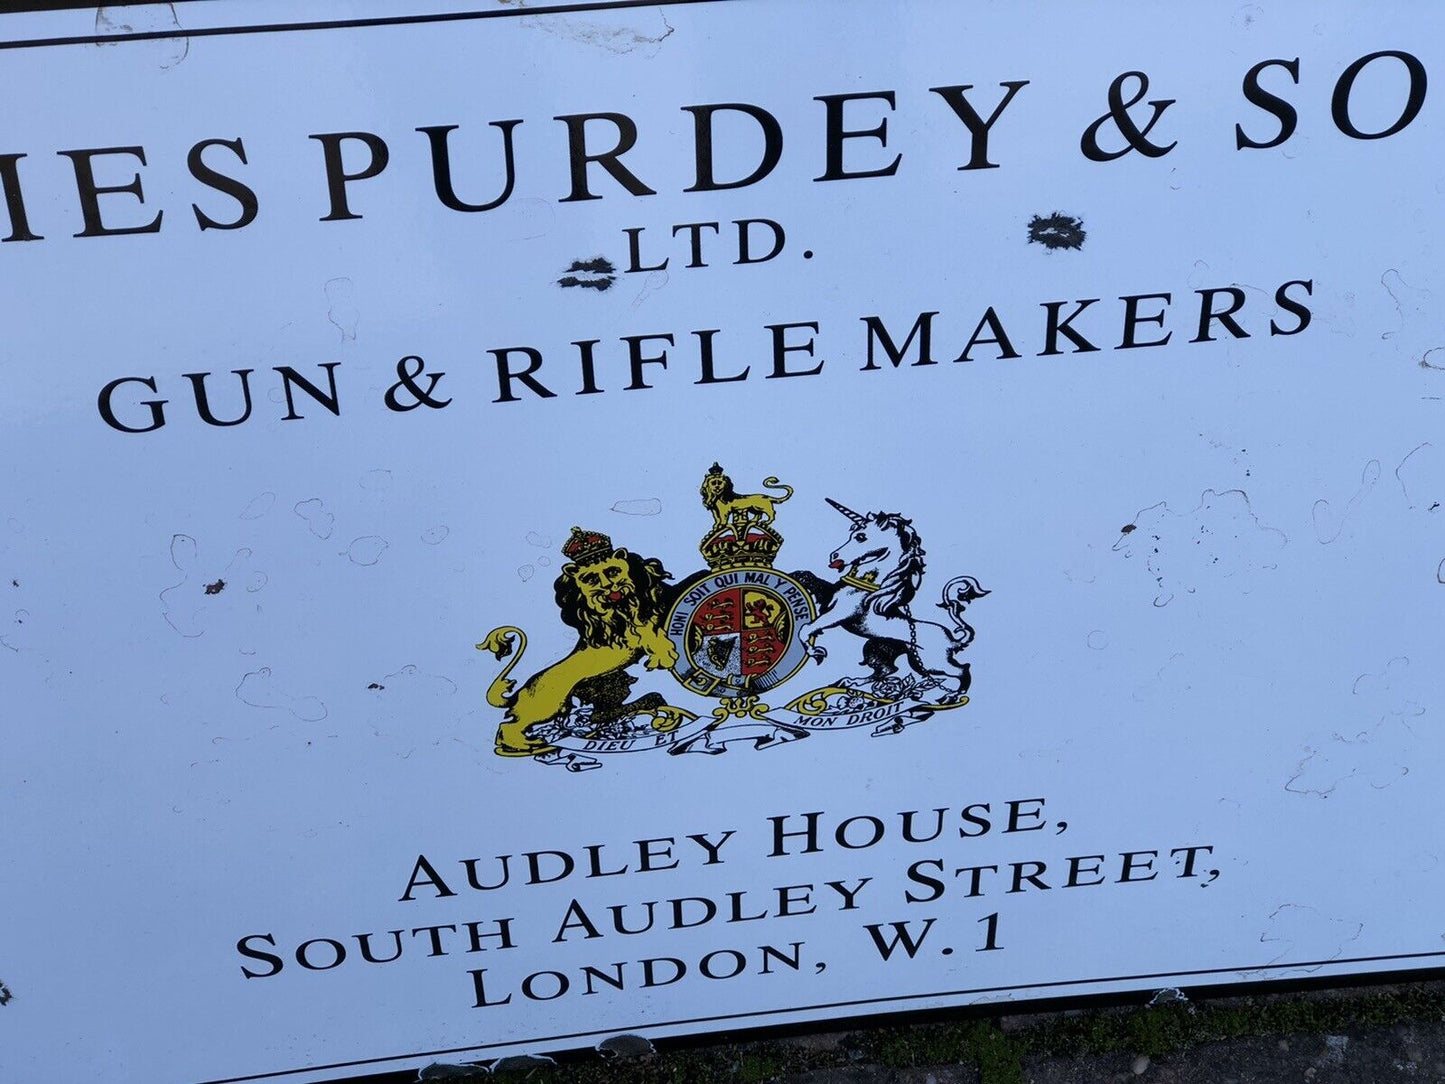 MES PURDEY & SO
LTD.
GUN & RIFLE MAKERS
HONI SOIT QUI MAL Y PENSE
DIEU ET MON DROIT
AUDLEY HOUSE,
SOUTH AUDLEY STREET,
LONDON, W.1